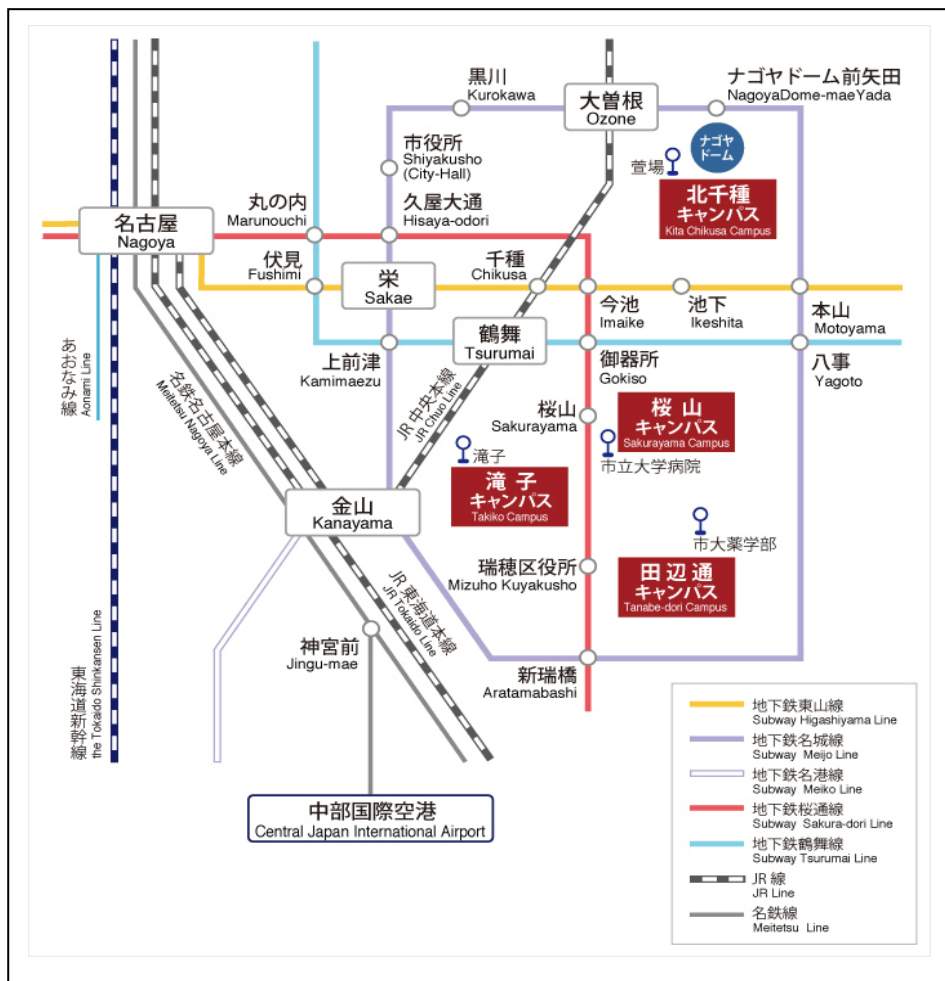 黒川
Kurokawa
大曽根
Ozone
ナゴヤドーム前矢田
NagoyaDome-maeYada
市役所
Shiyakusho
(City-Hall)
ナゴヤ
ドーム
萱場
北千種
キャンパス
Kita Chikusa Campus
丸の内
Marunouchi
久屋大通
Hisaya-odori
名古屋
Nagoya
伏見
Fushimi
栄
Sakae
千種
Chikusa
今池
Imaike
池下
Ikeshita
本山
Motoyama
上前津
Kamimaezu
鶴舞
Tsurumai
御器所
Gokiso
八事
Yagoto
あおなみ線
Aonami Line
名鉄名古屋本線
Meitetsu Nagoya Line
JR中央本線
JR Chuo Line
桜山
Sakurayama
桜山
キャンパス
Sakurayama Campus
滝子
市立大学病院
滝子
キャンパス
Takiko Campus
金山
Kanayama
市大薬学部
瑞穂区役所
Mizuho Kuyakusho
田辺通
キャンパス
Tanabe-dori Campus
JR東海道本線
JR Tokaido Line
神宮前
Jingu-mae
新瑞橋
Aratamabashi
東海道新幹線
the Tokaido Shinkansen Line
中部国際空港
Central Japan International Airport
地下鉄東山線
Subway Higashiyama Line
地下鉄名城線
Subway Meijo Line
地下鉄名港線
Subway Meiko Line
地下鉄桜通線
Subway Sakura-dori Line
地下鉄鶴舞線
Subway Tsurumai Line
JR線
JR Line
名鉄線
Meitetsu Line